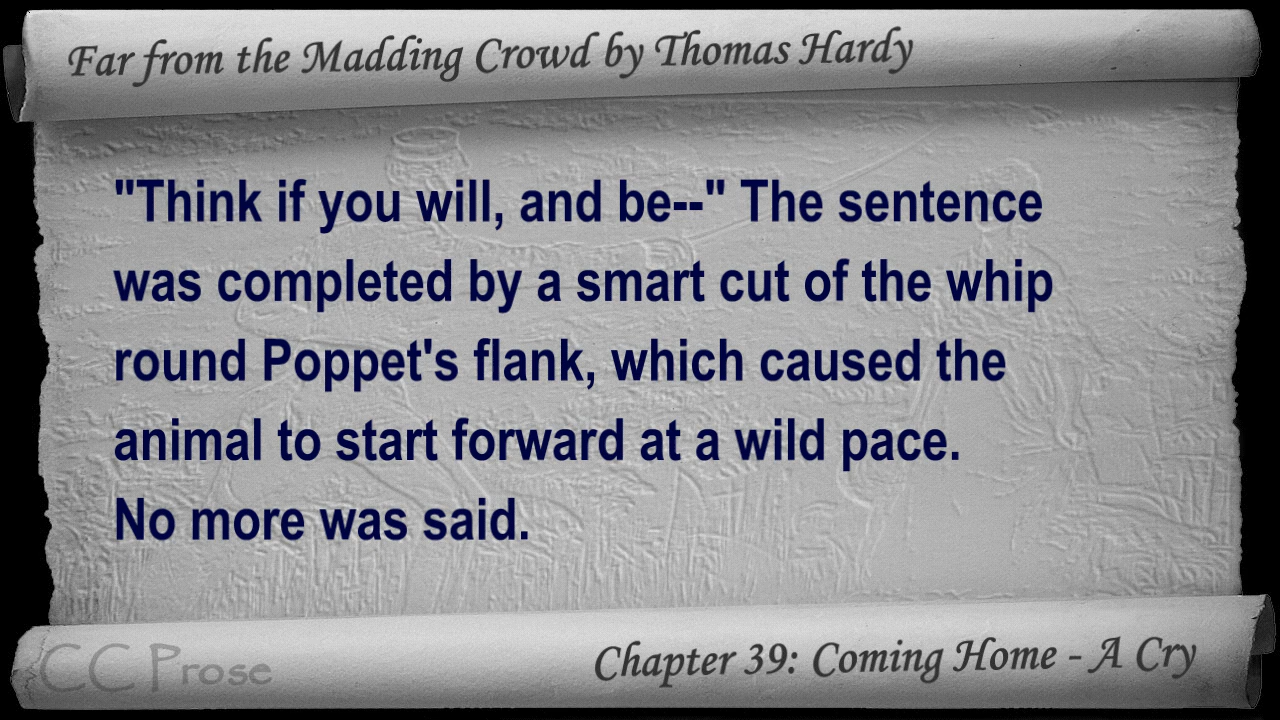 Far from the Madding Crowd by Thomas Hardy
"Think if you will, and be--" The sentence
was completed by a smart cut of the whip
round Poppet's flank, which caused the
animal to start forward at a wild pace.
No more was said.
CC Prose
Chapter 39: Coming Home - A Cry